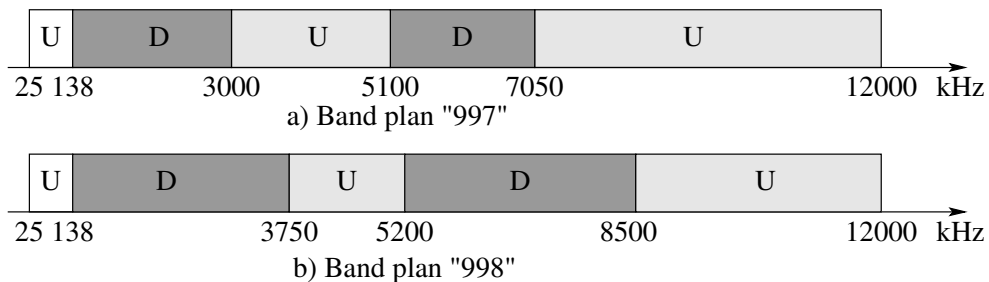 U D U D U
25 138 3000 5100 7050 12000 kHz
a) Band plan "997"
U D U D U
25 138 3750 5200 8500 12000 kHz
b) Band plan "998"